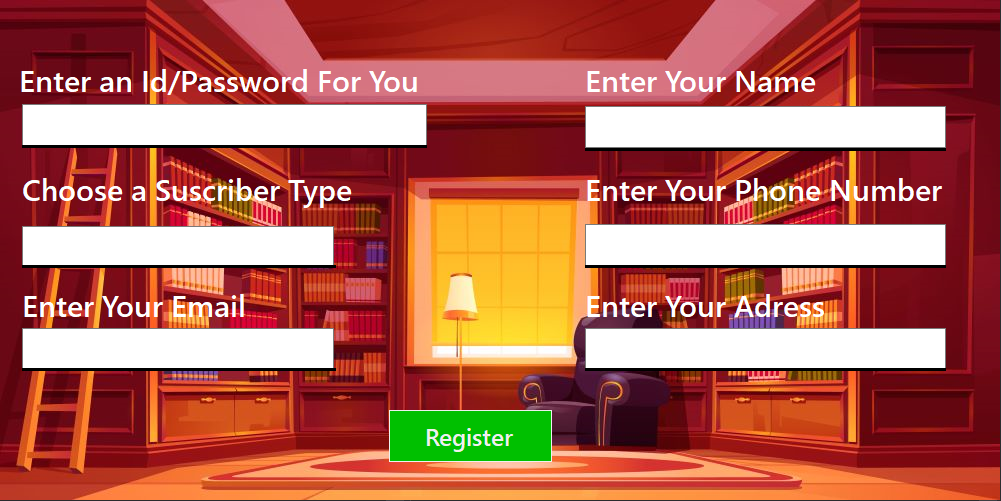 Enter an Id/Password For You
Enter Your Name
Choose a Suscriber Type
Enter Your Phone Number
Enter Your Email
Enter Your Adress
Register